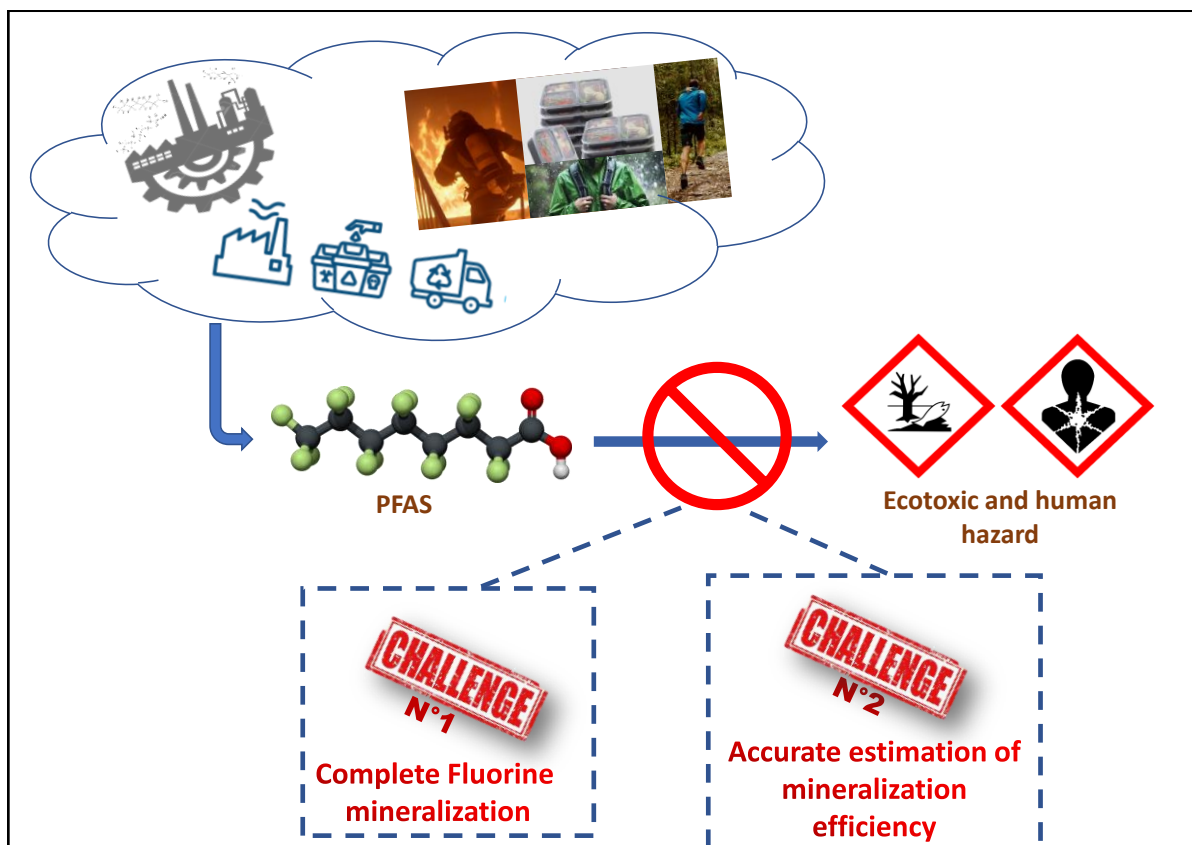 PFAS
Ecotoxic and human
hazard
CHALLENGE
N°1
Complete Fluorine
mineralization
CHALLENGE
N°2
Accurate estimation of
mineralization
efficiency